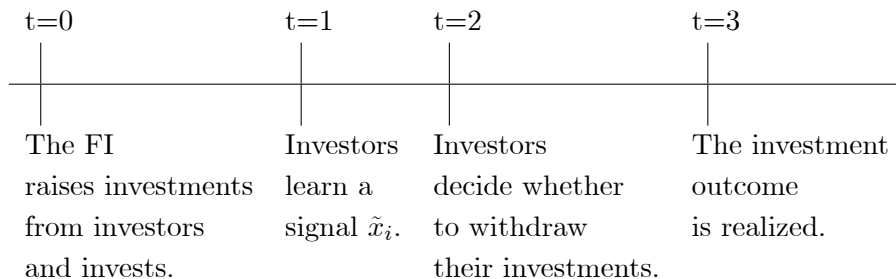 t=0
t=1
t=2
t=3
The FI
raises investments
from investors
and invests.
Investors
learn a
signal x̃ᵢ.
Investors
decide whether
to withdraw
their investments.
The investment
outcome
is realized.